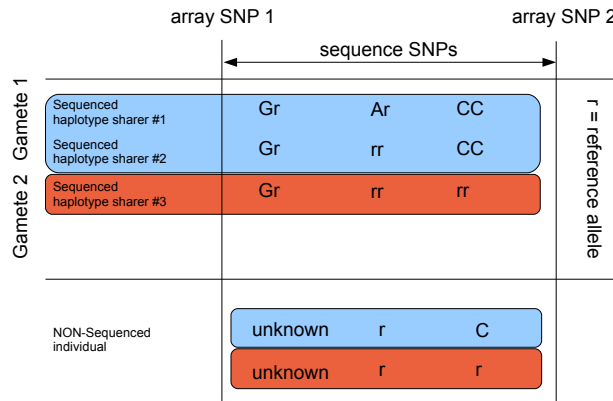 array SNP 1
array SNP 2
sequence SNPs
Gamete 1
Sequenced
haplotype sharer #1
Gr Ar CC
Sequenced
haplotype sharer #2
Gr rr CC
Gamete 2
Sequenced
haplotype sharer #3
Gr rr rr
r = reference allele
NON-Sequenced
individual
unknown r C
unknown r r